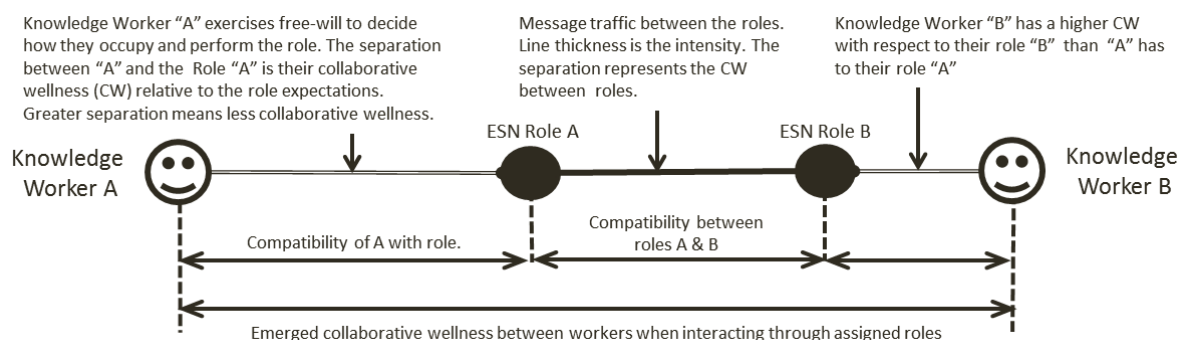 Knowledge Worker “A” exercises free-will to decide
how they occupy and perform the role. The separation
between “A” and the Role “A” is their collaborative
wellness (CW) relative to the role expectations.
Greater separation means less collaborative wellness.
Message traffic between the roles.
Line thickness is the intensity. The
separation represents the CW
between roles.
Knowledge Worker “B” has a higher CW
with respect to their role “B” than “A” has
to their role “A”
Knowledge
Worker A
ESN Role A
ESN Role B
Knowledge
Worker B
Compatibility of A with role.
Compatibility between
roles A & B
Emerged collaborative wellness between workers when interacting through assigned roles